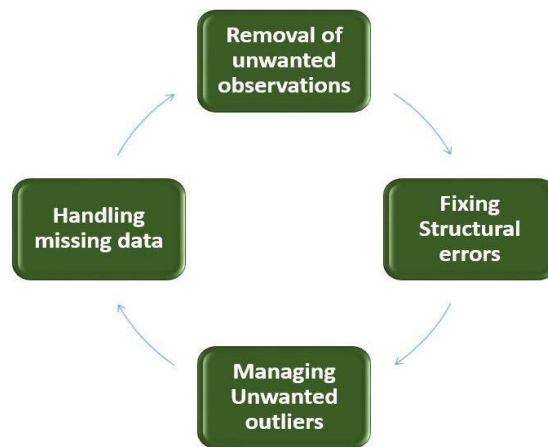 Removal of
unwanted
observations
Fixing
Structural
errors
Managing
Unwanted
outliers
Handling
missing data